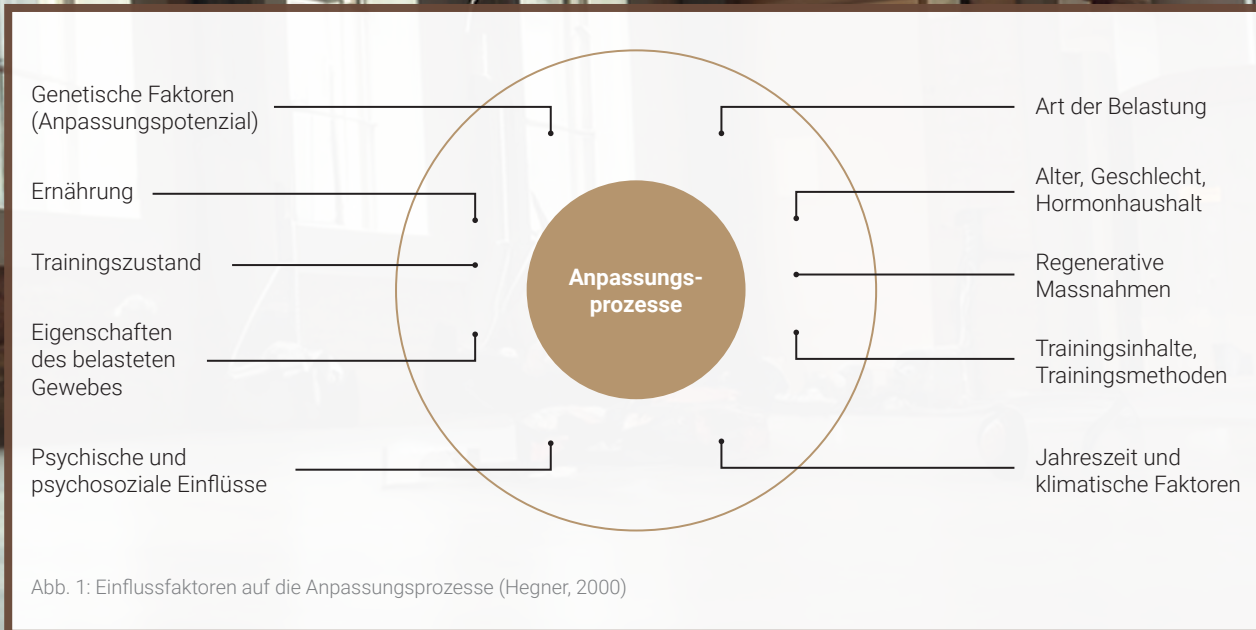 Genetische Faktoren
(Anpassungspotenzial)
Ernährung
Trainingszustand
Eigenschaften
des belasteten
Gewebes
Psychische und
psychosoziale Einflüsse
Anpassungs-
prozesse
Art der Belastung
Alter, Geschlecht,
Hormonhaushalt
Regenerative
Massnahmen
Trainingsinhalte,
Trainingsmethoden
Jahreszeit und
klimatische Faktoren
Abb. 1: Einflussfaktoren auf die Anpassungsprozesse (Hegner, 2000)